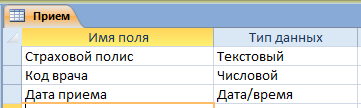 Прием
Имя поля Тип данных
Страховой полис Текстовый
Код врача Числовой
Дата приема Дата/время